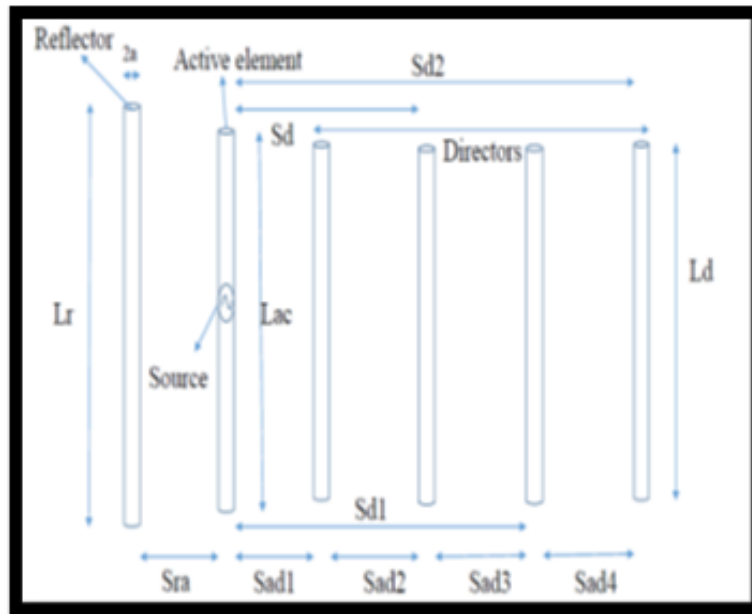 Reflector
2a
Active element
Sd2
Sd
Directors
Lr
Lac
Ld
Source
Sd1
Sra
Sad1
Sad2
Sad3
Sad4